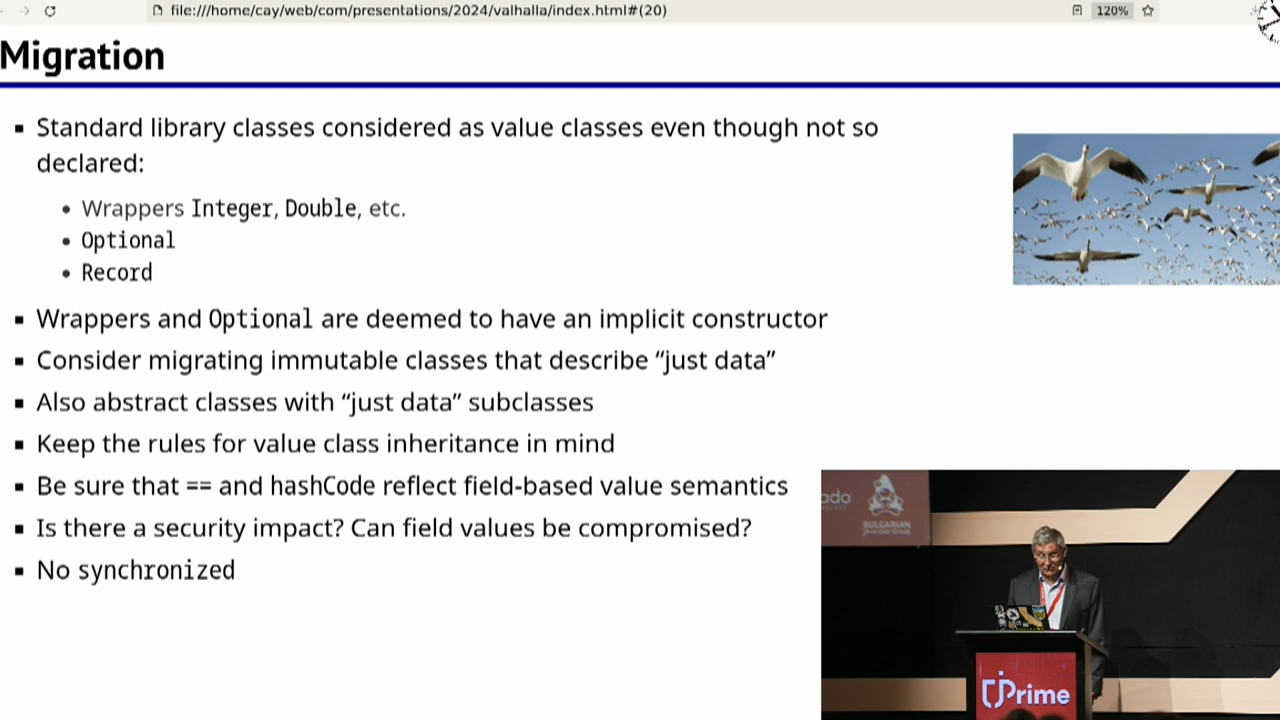 file:///home/cay/web/com/presentations/2024/valhalla/index.html#(20)
120%
Migration
Standard library classes considered as value classes even though not so
declared:
Wrappers Integer, Double, etc.
Optional
Record
Wrappers and Optional are deemed to have an implicit constructor
Consider migrating immutable classes that describe “just data”
Also abstract classes with “just data” subclasses
Keep the rules for value class inheritance in mind
Be sure that == and hashCode reflect field-based value semantics
Is there a security impact? Can field values be compromised?
No synchronized
ado
BULGARIAN
jPrime